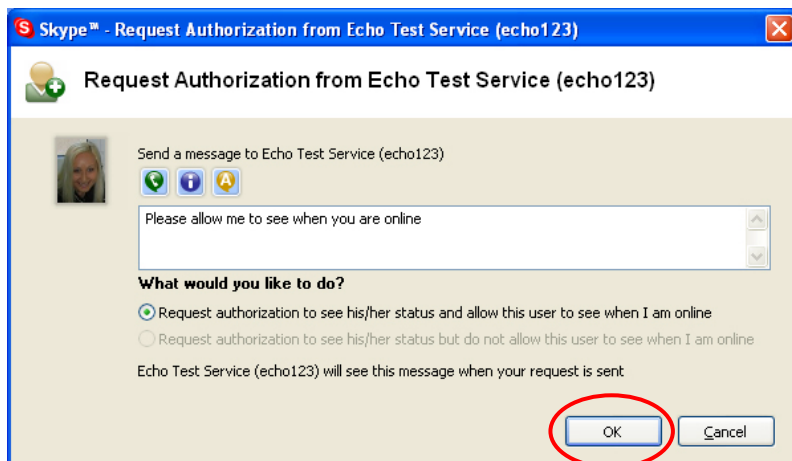 Skype™ - Request Authorization from Echo Test Service (echo123)
Request Authorization from Echo Test Service (echo123)
Send a message to Echo Test Service (echo123)
Please allow me to see when you are online
What would you like to do?
Request authorization to see his/her status and allow this user to see when I am online
Request authorization to see his/her status but do not allow this user to see when I am online
Echo Test Service (echo123) will see this message when your request is sent
OK Cancel